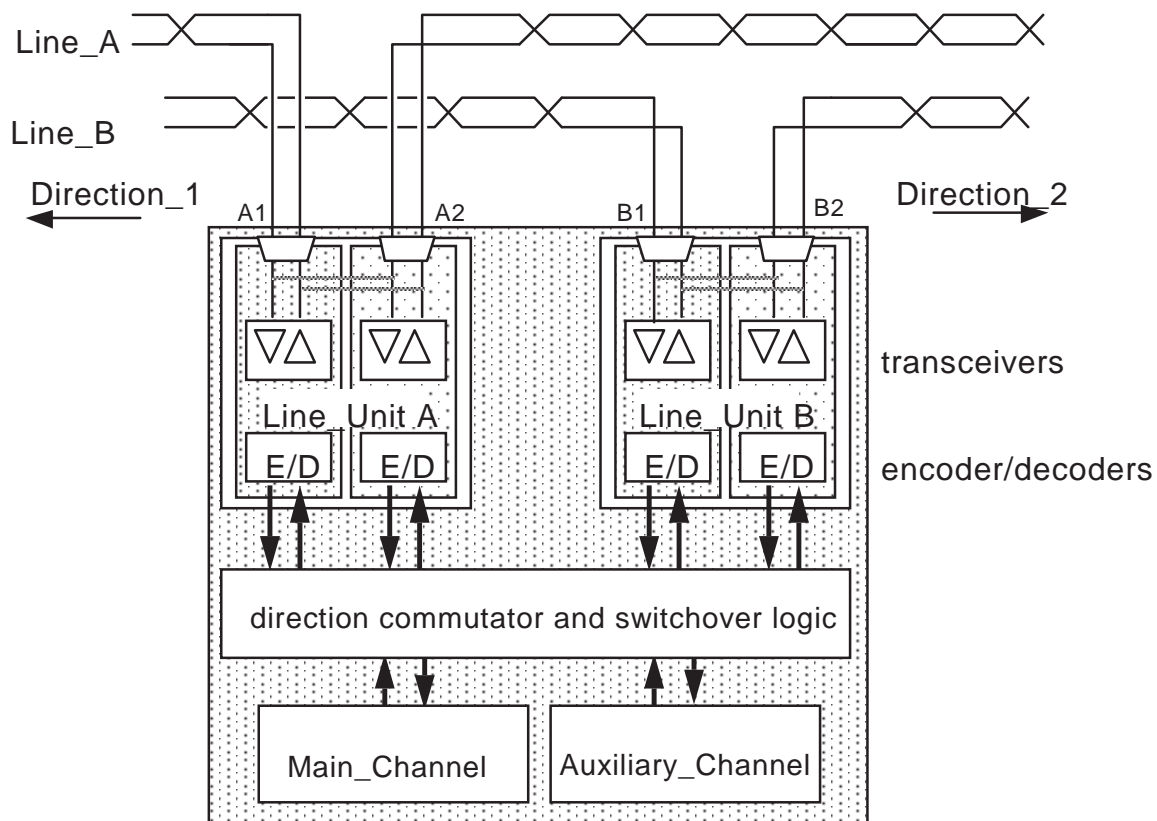 Line_A
Line_B
Direction_1
Direction_2
A1
A2
B1
B2
transceivers
Line_Unit A
Line_Unit B
E/D
E/D
E/D
E/D
encoder/decoders
direction commutator and switchover logic
Main_Channel
Auxiliary_Channel